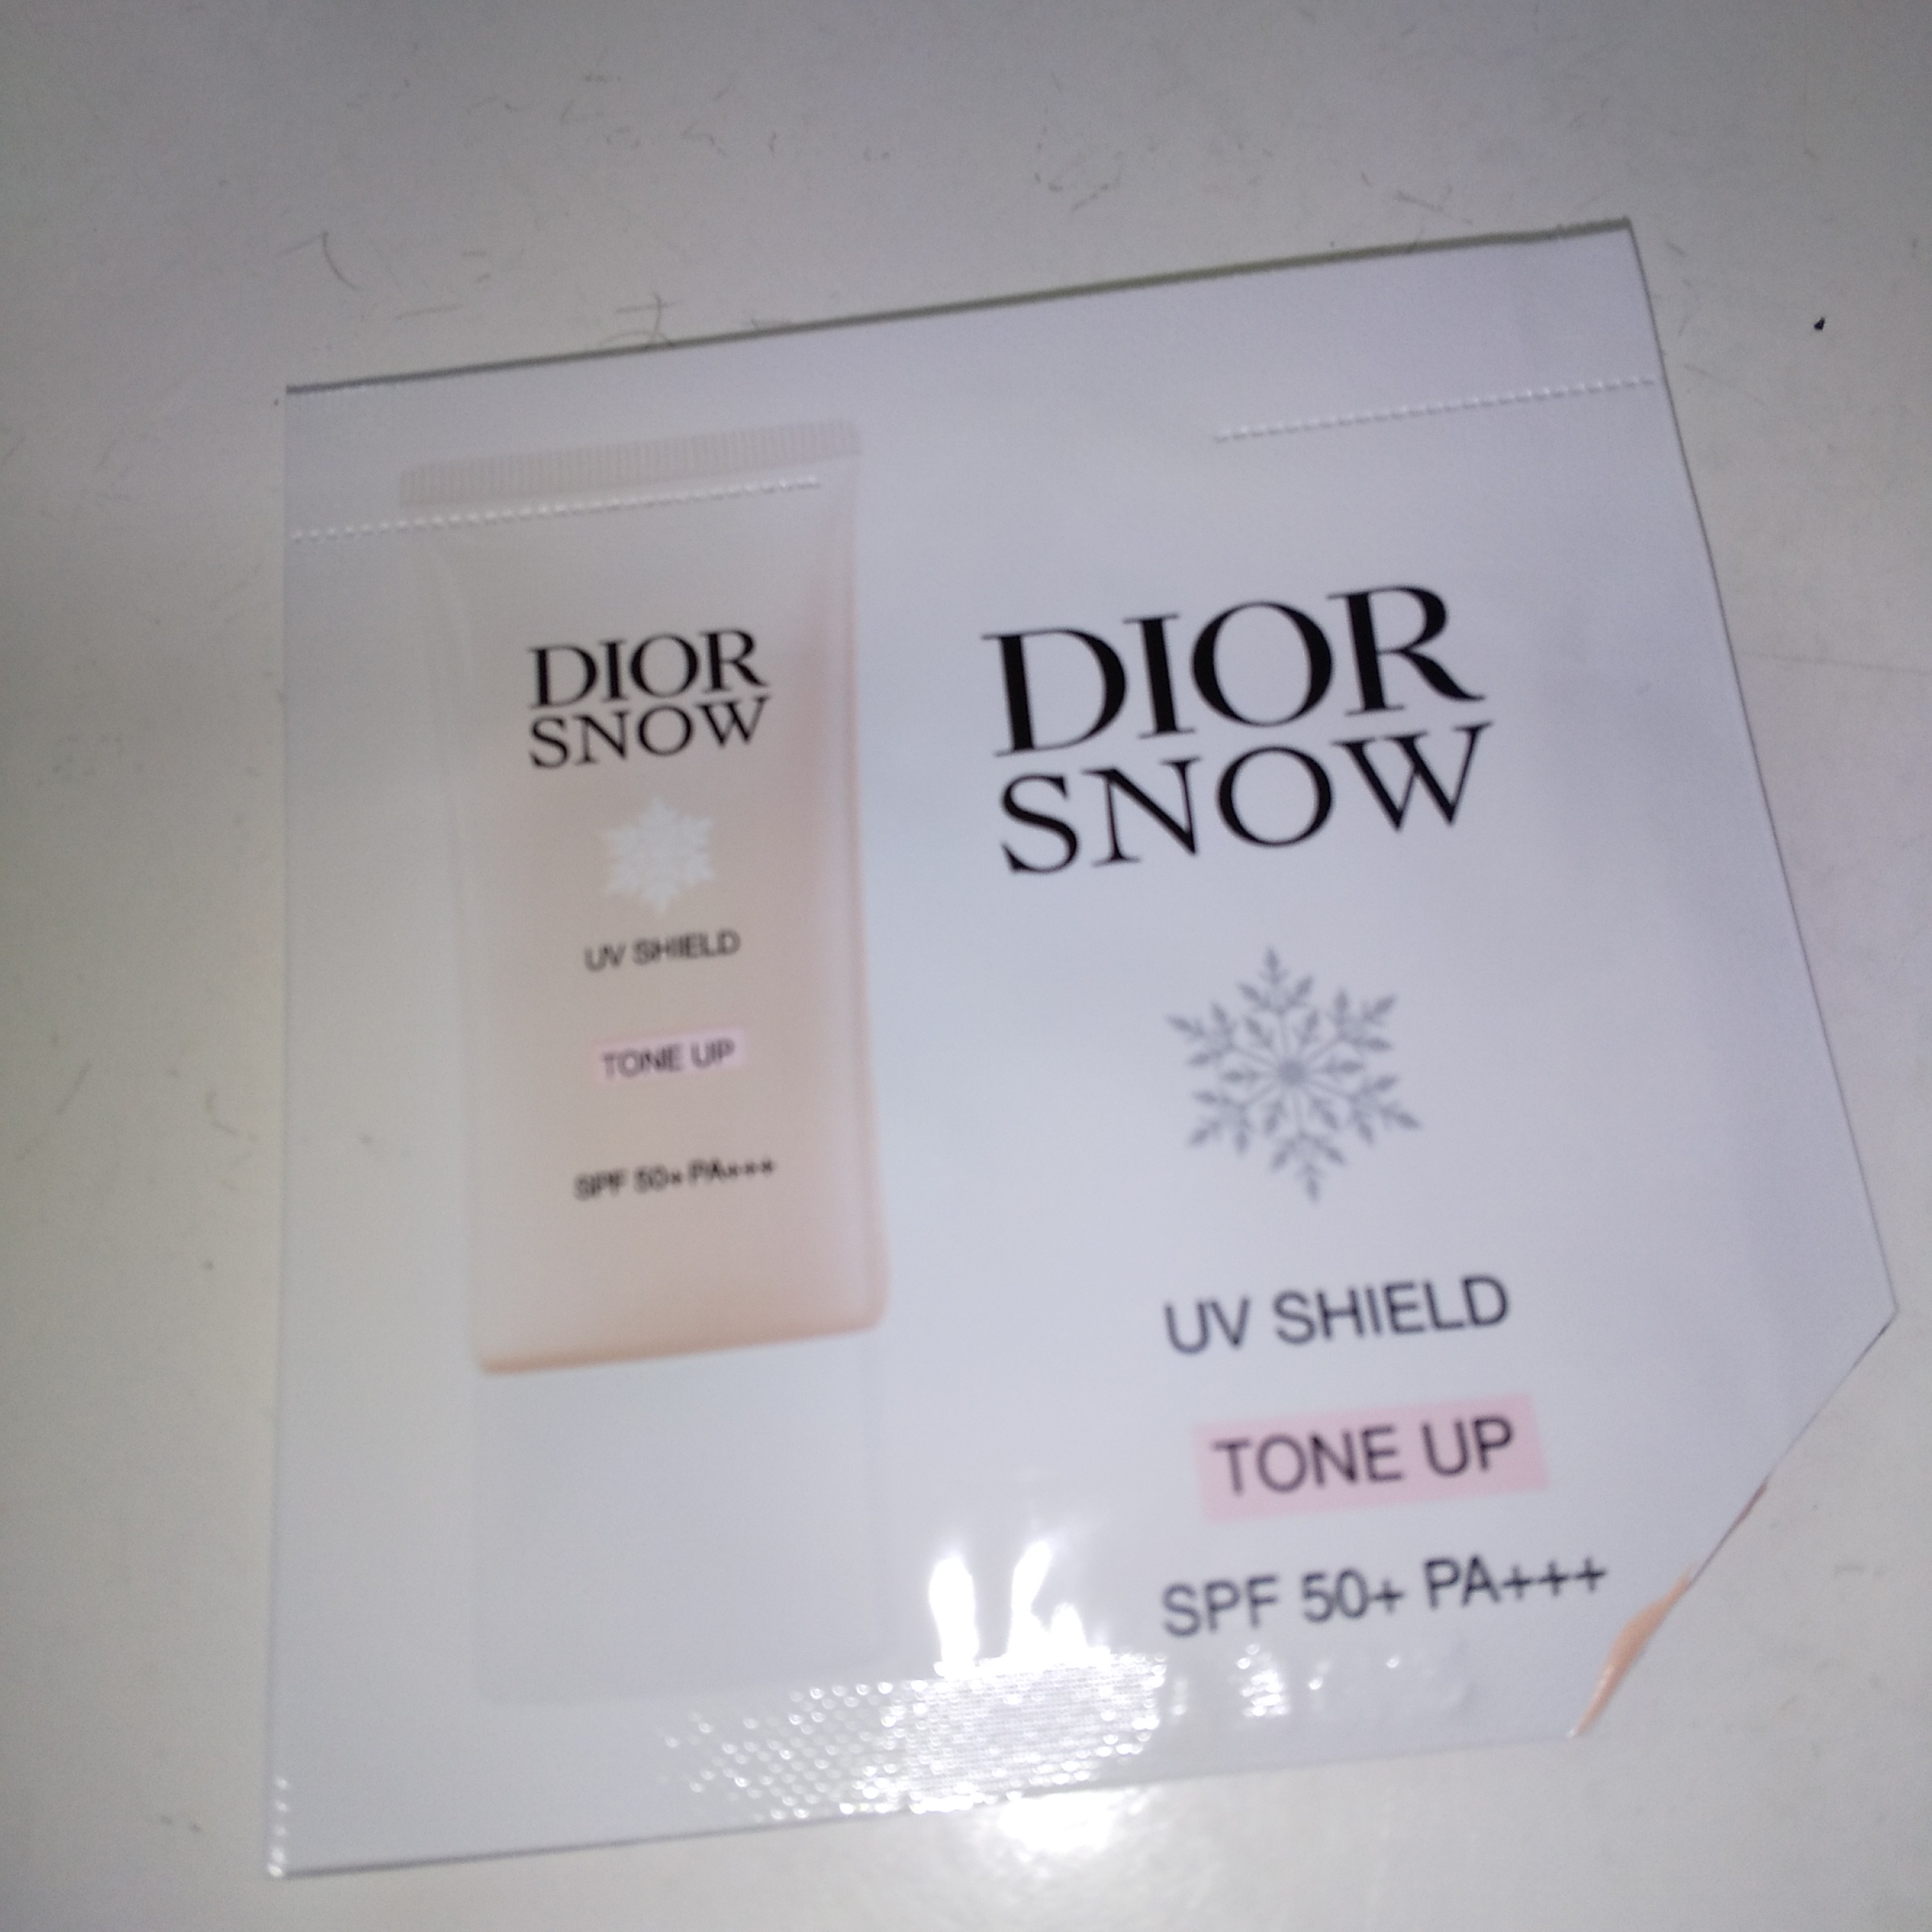 DIOR
SNOW
UV SHIELD
TONE UP
SPF 50+ PA+++
DIOR
SNOW
UV SHIELD
TONE UP
SPF 50+ PA+++